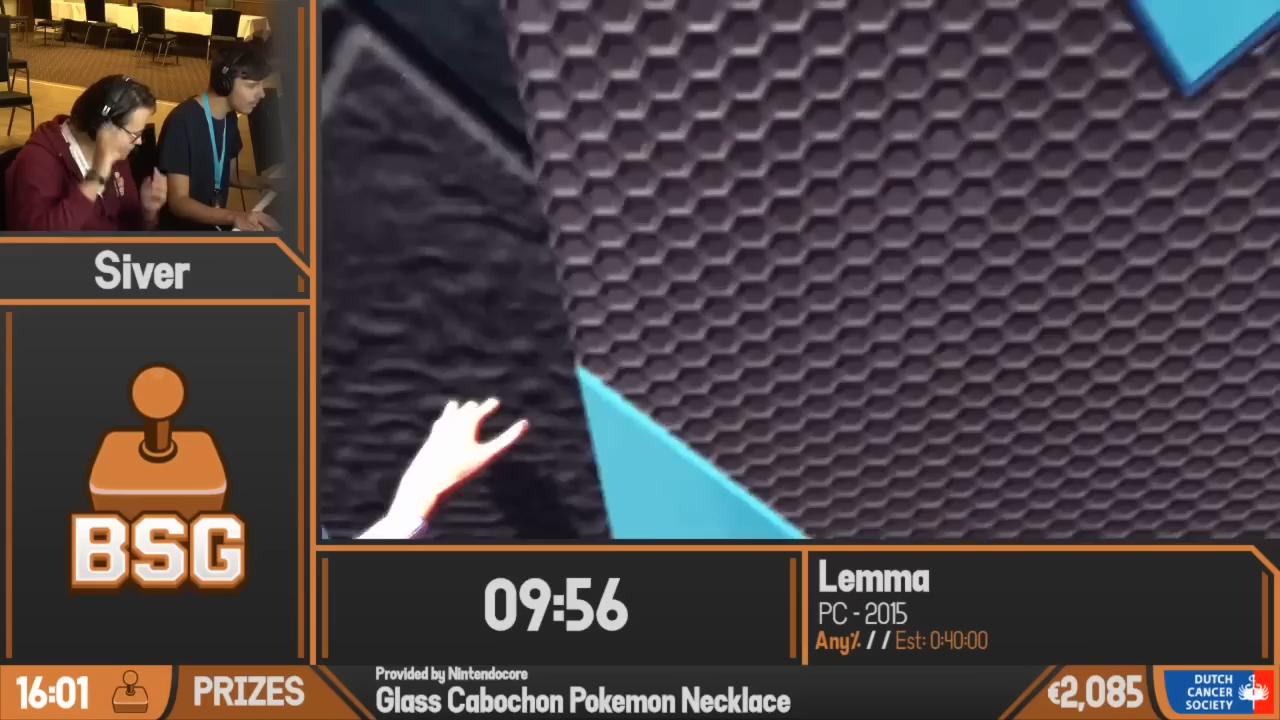 Siver
BSG
09:56
Lemma
PC - 2015
Any% / / Est: 0:40:00
16:01
PRIZES
Provided by Nintendocore
Glass Cabochon Pokemon Necklace
€2,085
DUTCH
CANCER
SOCIETY